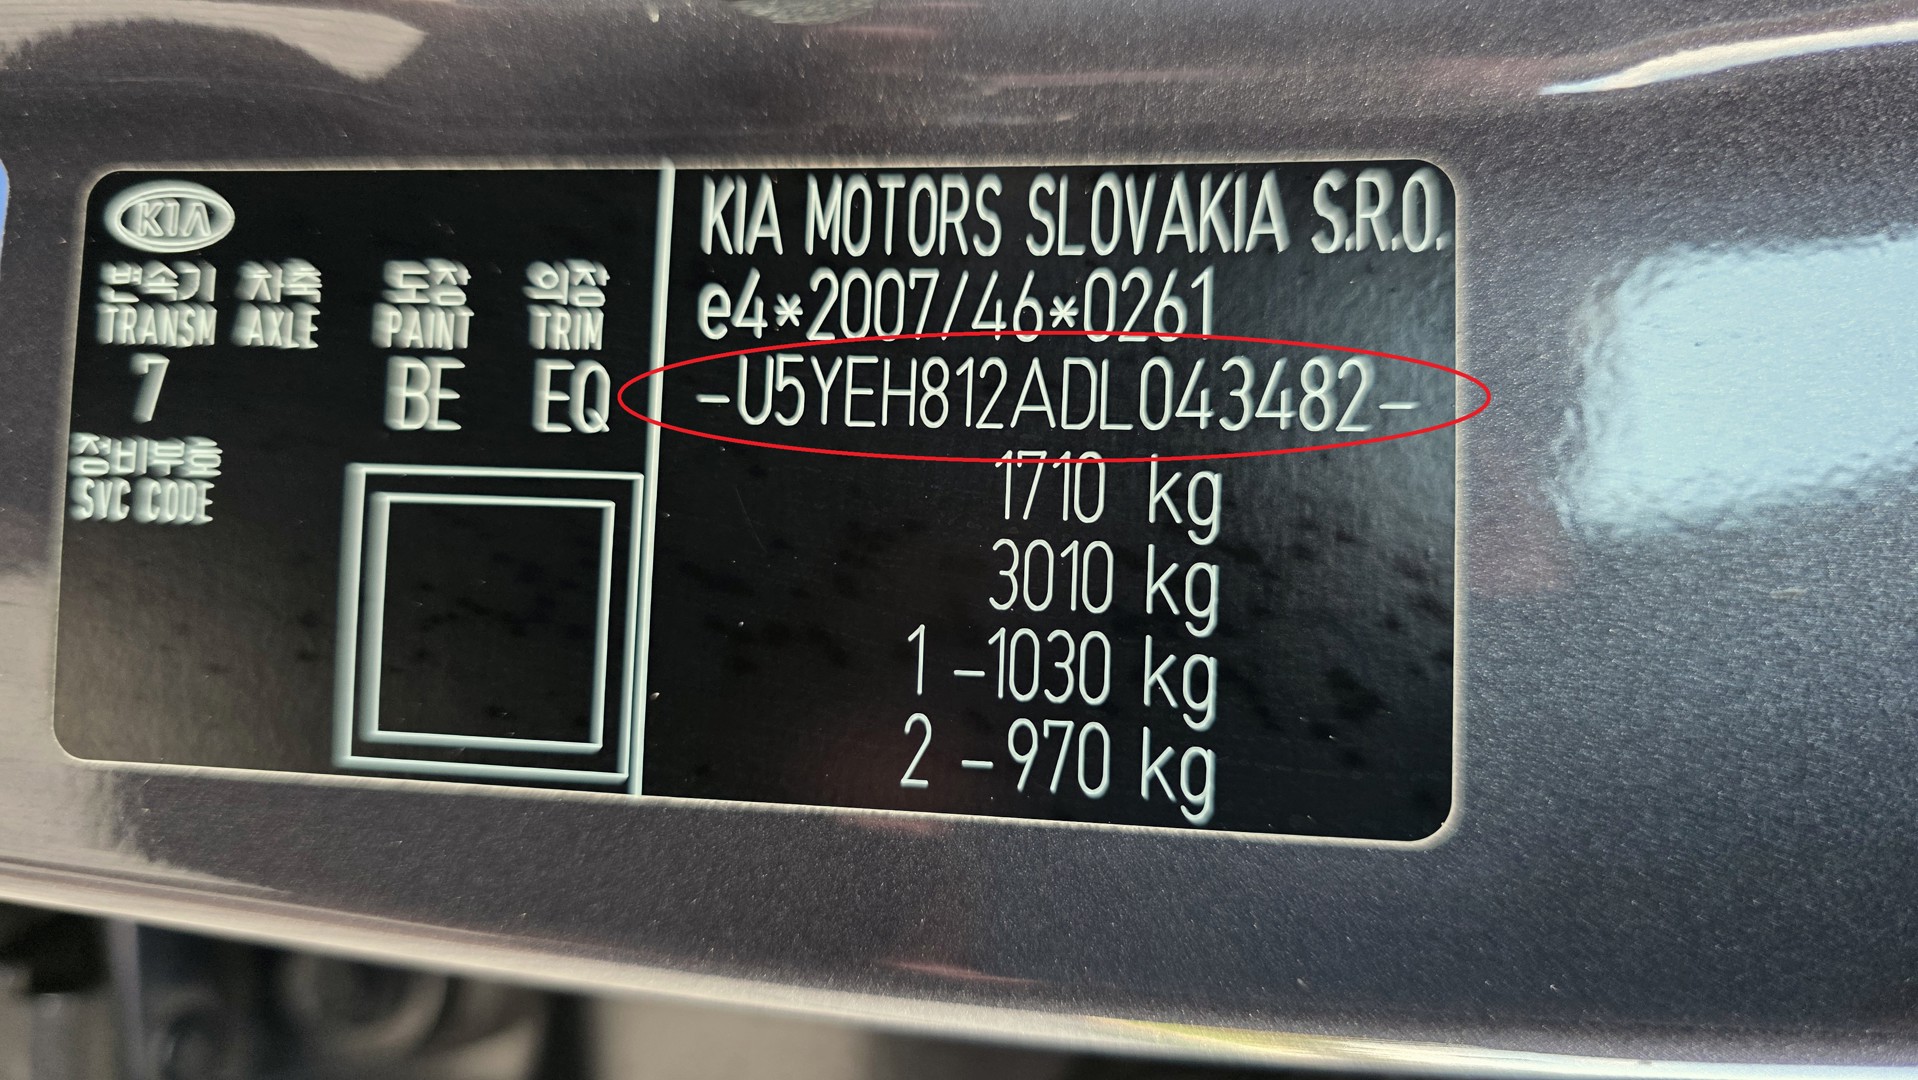 KIA
변속기 차축 도장 의장
TRANSM AXLE PAINT TRIM
7 BE EQ
정비부호
SVC CODE
KIA MOTORS SLOVAKIA S.R.O.
e4*2007/46*0261
-U5YEH812ADL043482-
1710 kg
3010 kg
1 -1030 kg
2 -970 kg